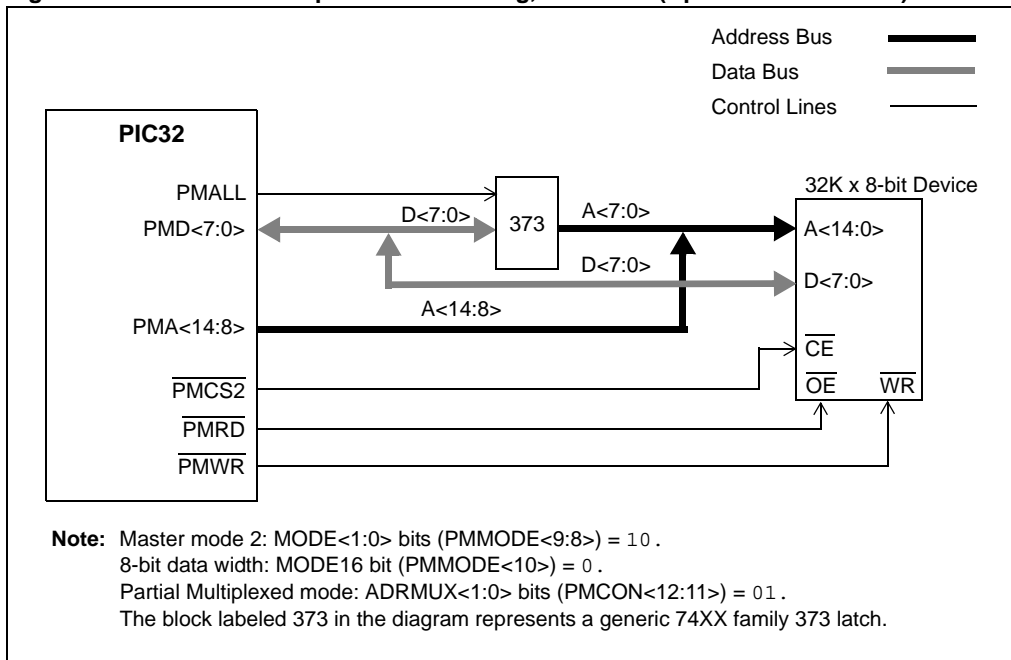 Address Bus
Data Bus
Control Lines
PIC32
PMALL
PMD<7:0>
D<7:0>
373
A<7:0>
32K x 8-bit Device
A<14:0>
D<7:0>
D<7:0>
PMA<14:8>
A<14:8>
CE
PMCS2
OE
WR
PMRD
PMWR
Note: Master mode 2: MODE<1:0> bits (PMMODE<9:8>) = 10.
8-bit data width: MODE16 bit (PMMODE<10>) = 0.
Partial Multiplexed mode: ADRMUX<1:0> bits (PMCON<12:11>) = 01.
The block labeled 373 in the diagram represents a generic 74XX family 373 latch.